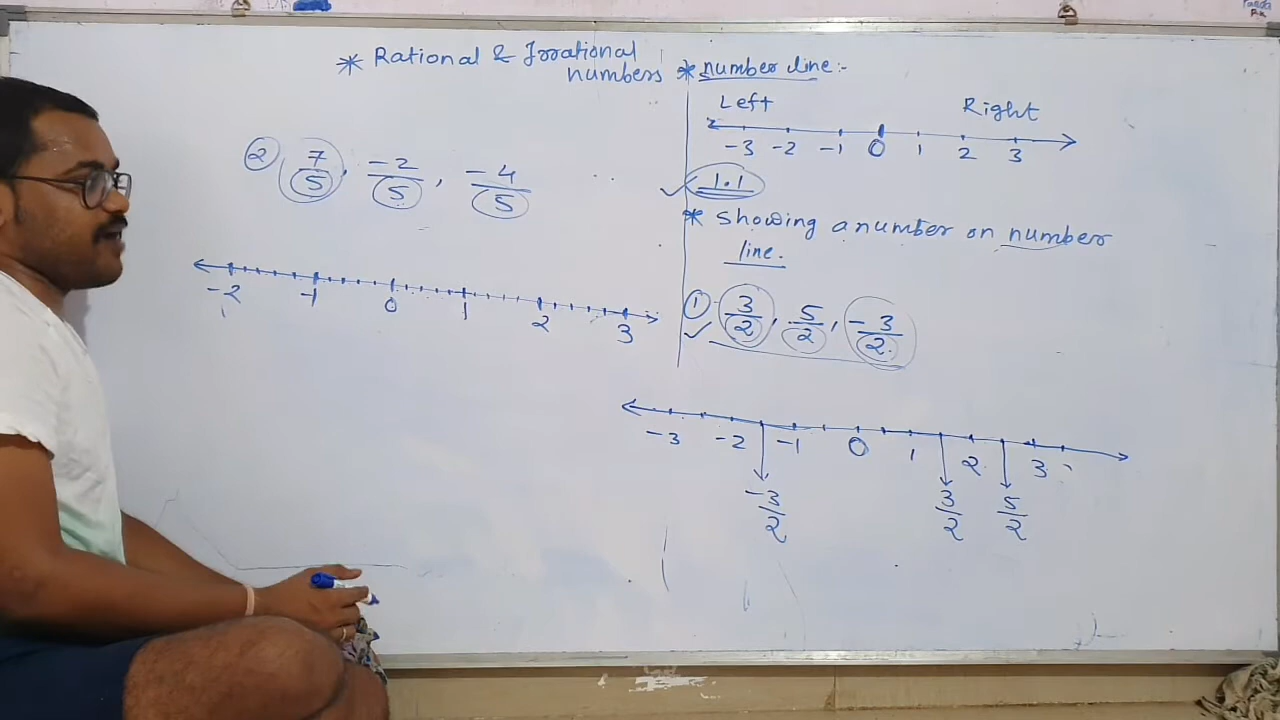 * Rational & Irrational
numbers
② 7/5, -2/5, -4/5
-2 -1 0 1 2 3
* number line:-
Left Right
-3 -2 -1 0 1 2 3
1.1
* showing a number on number
line.
① 3/2, 5/2, -3/2.
-3 -2 -1 0 1 2 3
-3/2 3/2 5/2